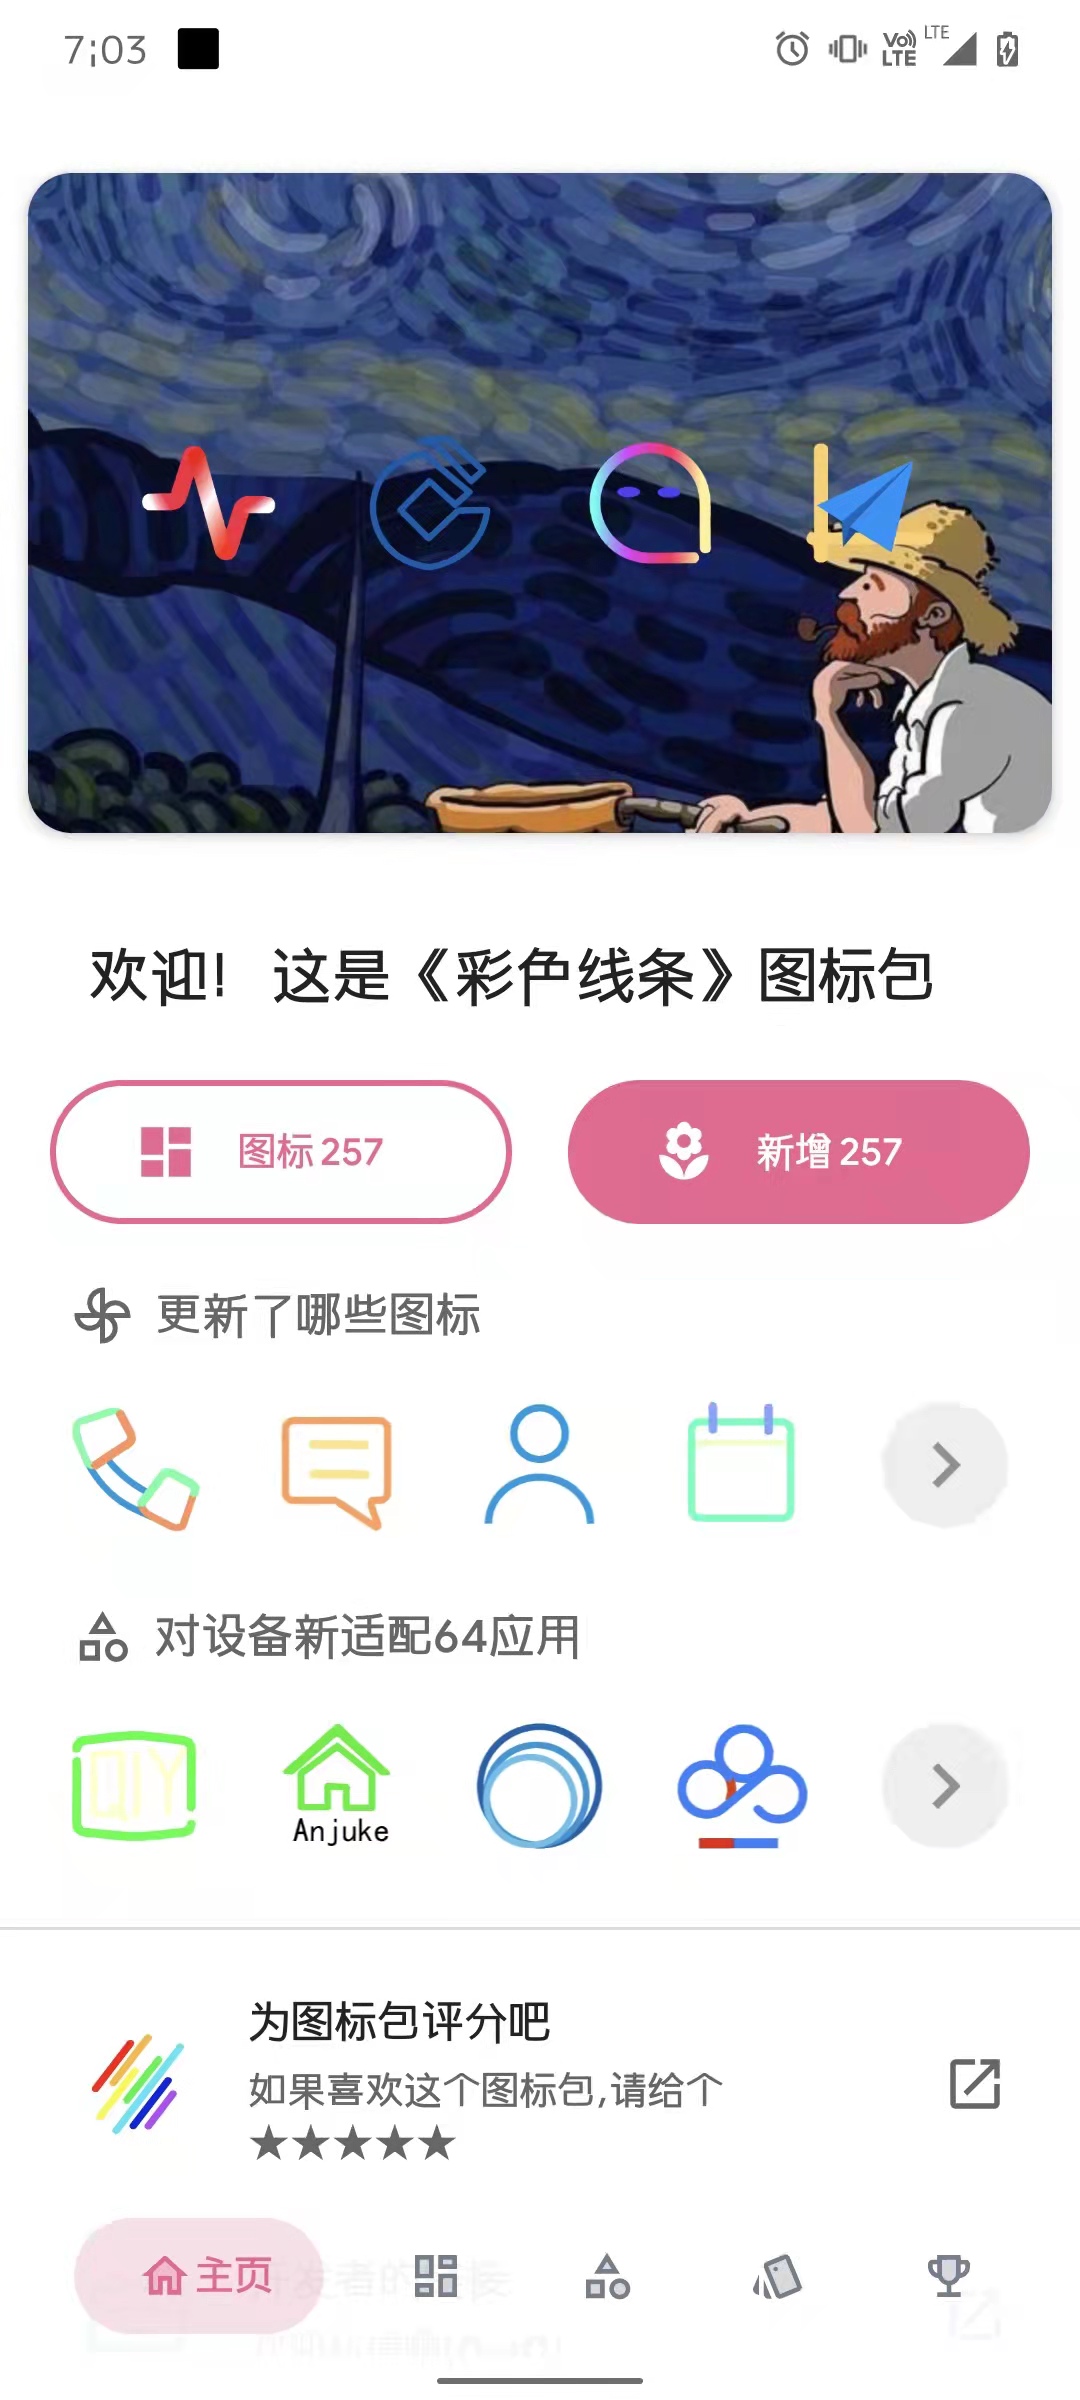 7:03
LTE
Vo))
LTE
欢迎! 这是《彩色线条》图标包
图标 257
新增 257
更新了哪些图标
对设备新适配64应用
QIY
Anjuke
为图标包评分吧
如果喜欢这个图标包,请给个
★★★★★
主页